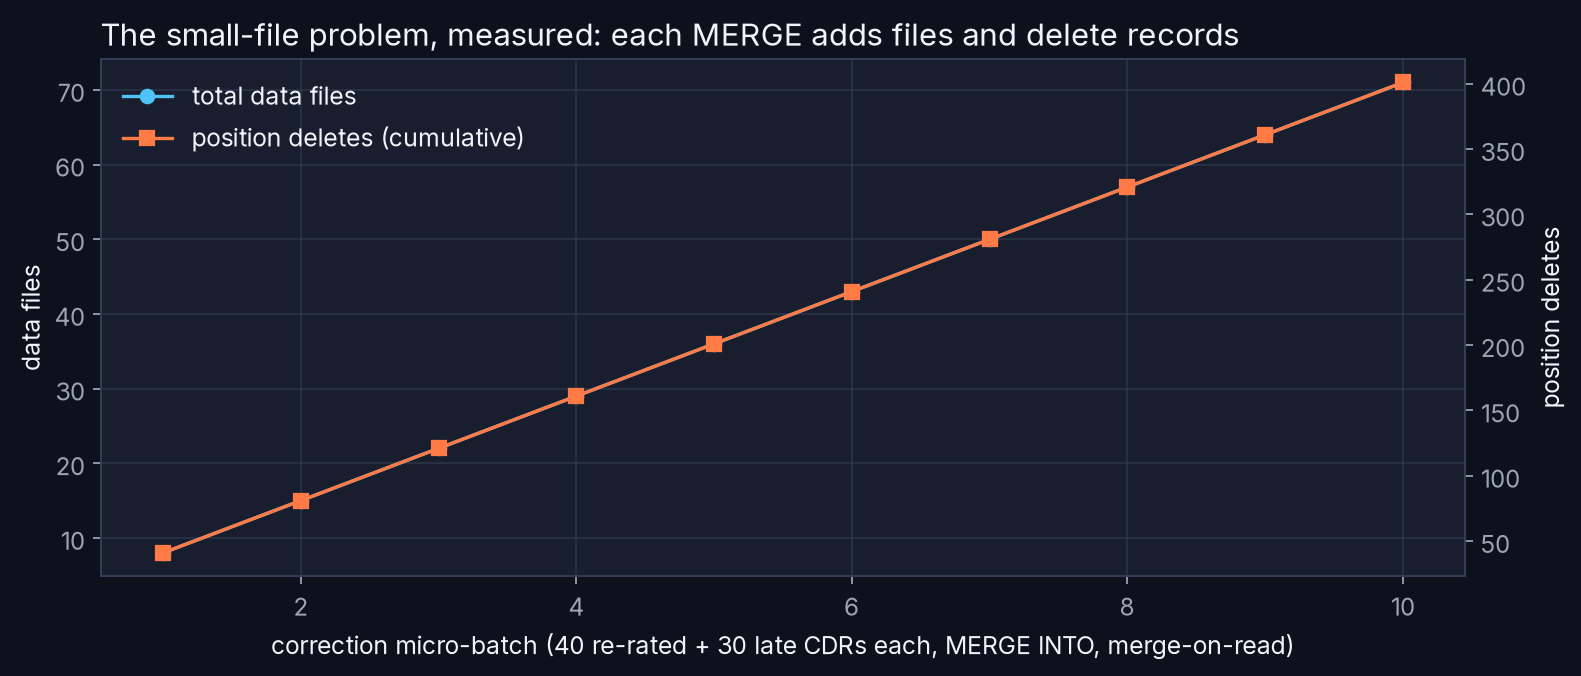 The small-file problem, measured: each MERGE adds files and delete records
total data files
position deletes (cumulative)
data files
70
60
50
40
30
20
10
400
350
300
250
200
150
100
50
position deletes
2 4 6 8 10
correction micro-batch (40 re-rated + 30 late CDRs each, MERGE INTO, merge-on-read)